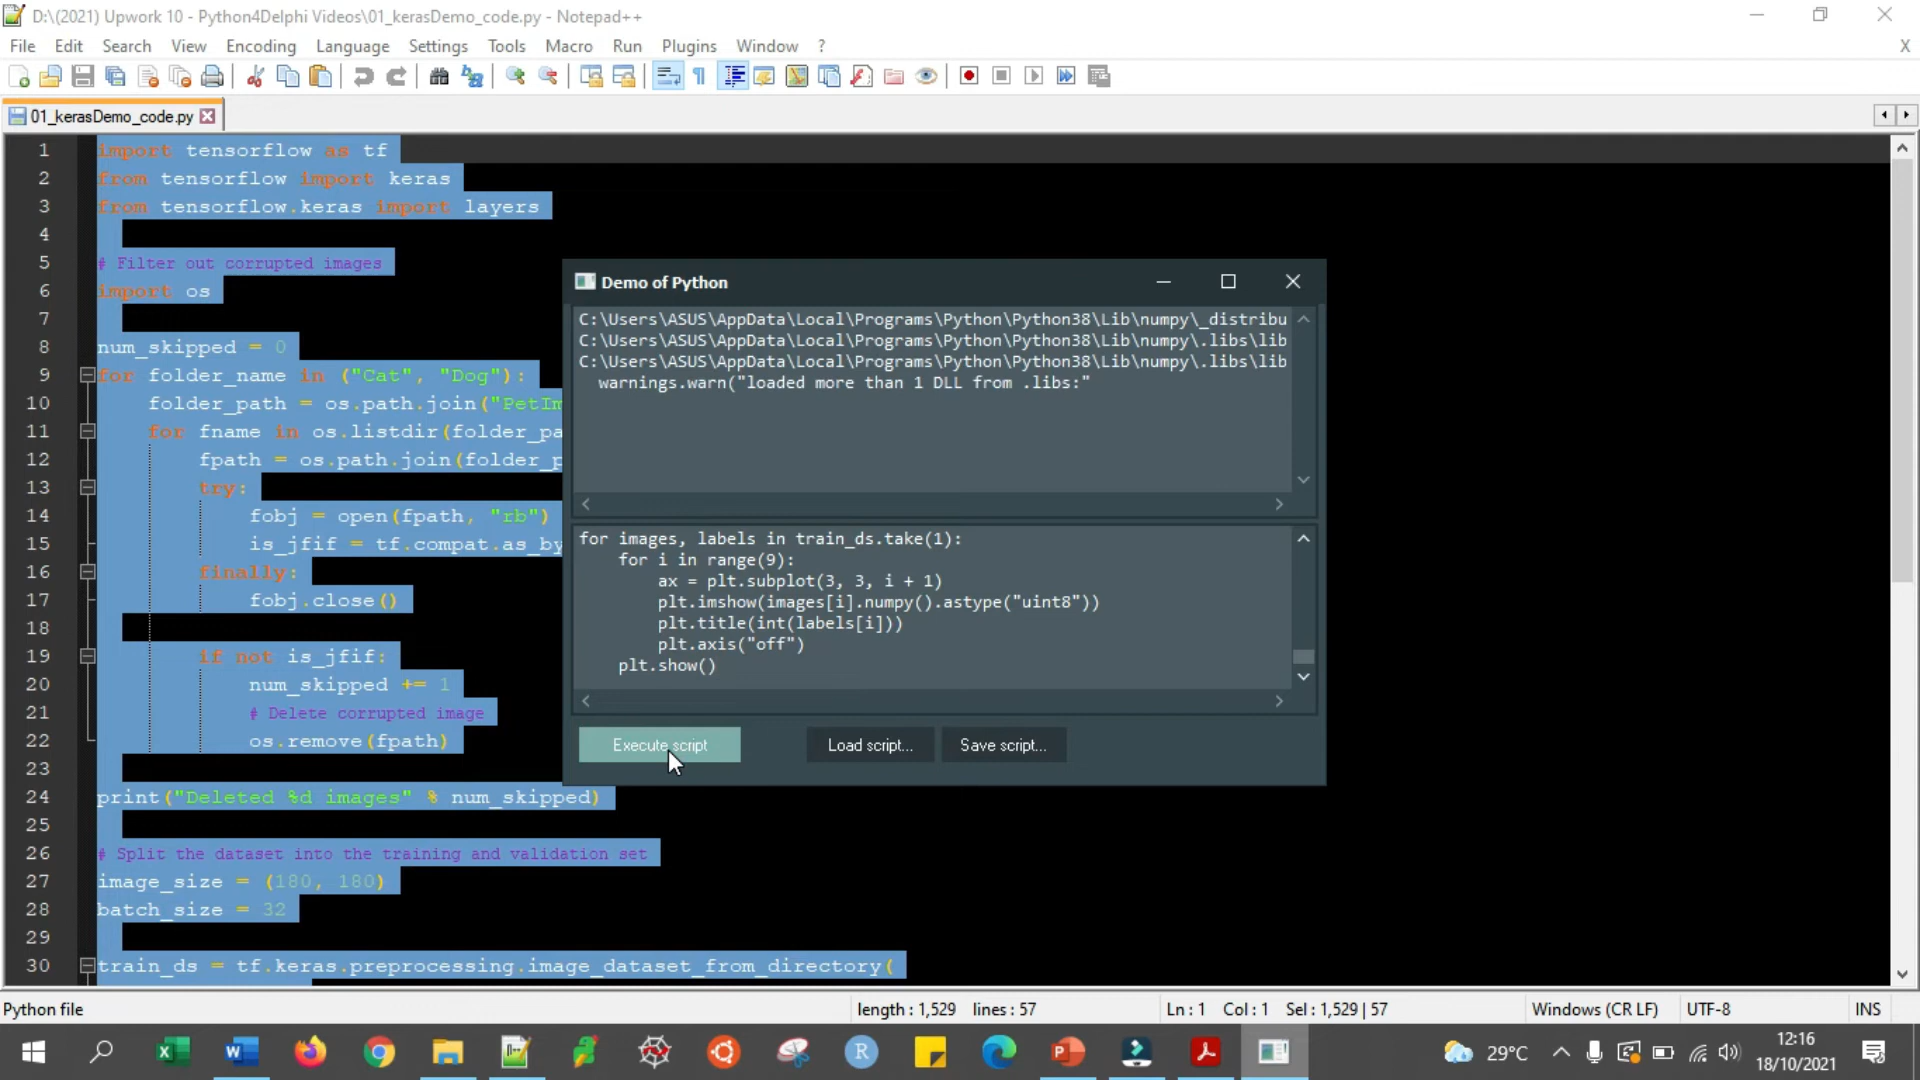 D:\(2021) Upwork 10 - Python4Delphi Videos\01_kerasDemo_code.py - Notepad++
File Edit Search View Encoding Language Settings Tools Macro Run Plugins Window ? X
01_kerasDemo_code.py
1 import tensorflow as tf
2 from tensorflow import keras
3 from tensorflow.keras import layers
4
5 # Filter out corrupted images
6 import os
7
8 num_skipped = 0
9 for folder_name in ("Cat", "Dog"):
10 folder_path = os.path.join("PetIm
11 for fname in os.listdir(folder_pa
12 fpath = os.path.join(folder_p
13 try:
14 fobj = open(fpath, "rb")
15 is_jfif = tf.compat.as_by
16 finally:
17 fobj.close()
18
19 if not is_jfif:
20 num_skipped += 1
21 # Delete corrupted image
22 os.remove(fpath)
23
24 print("Deleted %d images" % num_skipped)
25
26 # Split the dataset into the training and validation set
27 image_size = (180, 180)
28 batch_size = 32
29
30 train_ds = tf.keras.preprocessing.image_dataset_from_directory(
Demo of Python
C:\Users\ASUS\AppData\Local\Programs\Python\Python38\Lib\numpy\_distribu
C:\Users\ASUS\AppData\Local\Programs\Python\Python38\Lib\numpy\.libs\lib
C:\Users\ASUS\AppData\Local\Programs\Python\Python38\Lib\numpy\.libs\lib
warnings.warn("loaded more than 1 DLL from .libs:"
for images, labels in train_ds.take(1):
for i in range(9):
ax = plt.subplot(3, 3, i + 1)
plt.imshow(images[i].numpy().astype("uint8"))
plt.title(int(labels[i]))
plt.axis("off")
plt.show()
Execute script Load script... Save script...
Python file length : 1,529 lines : 57 Ln : 1 Col : 1 Sel : 1,529 | 57 Windows (CR LF) UTF-8 INS
29°C
12:16
18/10/2021